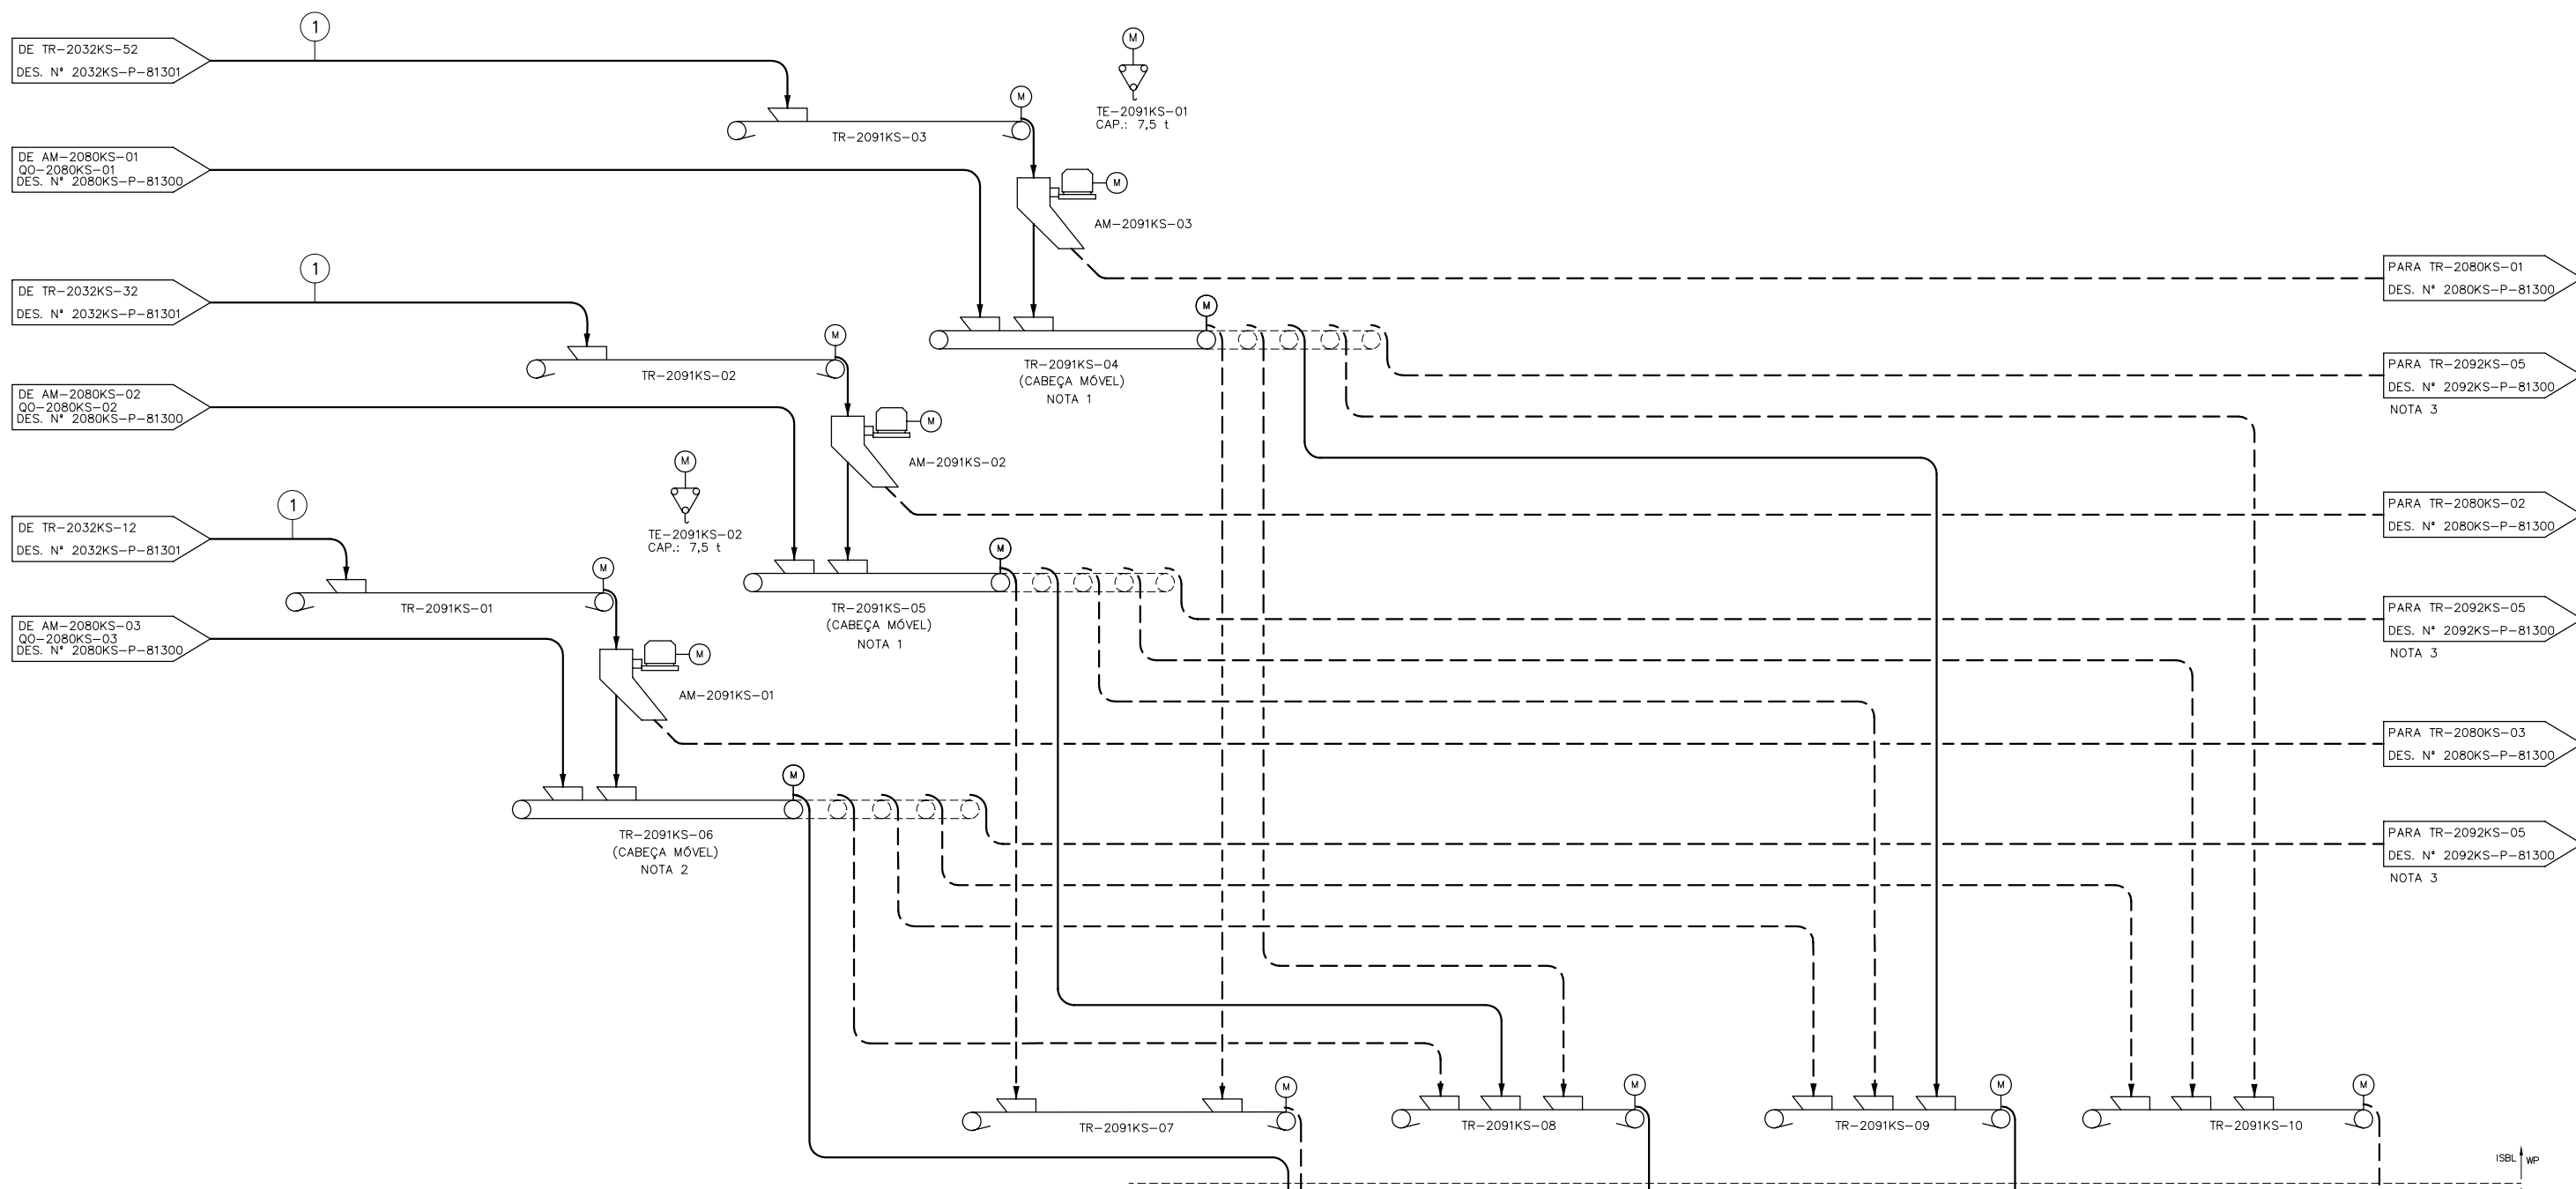 1
DE TR-2032KS-52
DES. N° 2032KS-P-81301
M
TE-2091KS-01
CAP.: 7,5 t
M
TR-2091KS-03
DE AM-2080KS-01
QO-2080KS-01
DES. N° 2080KS-P-81300
M
AM-2091KS-03
PARA TR-2080KS-01
DES. N° 2080KS-P-81300
1
DE TR-2032KS-32
DES. N° 2032KS-P-81301
M
TR-2091KS-02
M
TR-2091KS-04
(CABEÇA MÓVEL)
NOTA 1
PARA TR-2092KS-05
DES. N° 2092KS-P-81300
NOTA 3
DE AM-2080KS-02
QO-2080KS-02
DES. N° 2080KS-P-81300
M
AM-2091KS-02
M
TE-2091KS-02
CAP.: 7,5 t
PARA TR-2080KS-02
DES. N° 2080KS-P-81300
1
DE TR-2032KS-12
DES. N° 2032KS-P-81301
M
TR-2091KS-01
M
TR-2091KS-05
(CABEÇA MÓVEL)
NOTA 1
PARA TR-2092KS-05
DES. N° 2092KS-P-81300
NOTA 3
DE AM-2080KS-03
QO-2080KS-03
DES. N° 2080KS-P-81300
M
AM-2091KS-01
PARA TR-2080KS-03
DES. N° 2080KS-P-81300
M
TR-2091KS-06
(CABEÇA MÓVEL)
NOTA 2
PARA TR-2092KS-05
DES. N° 2092KS-P-81300
NOTA 3
M
TR-2091KS-07
M
TR-2091KS-08
M
TR-2091KS-09
M
TR-2091KS-10
ISBL
WP